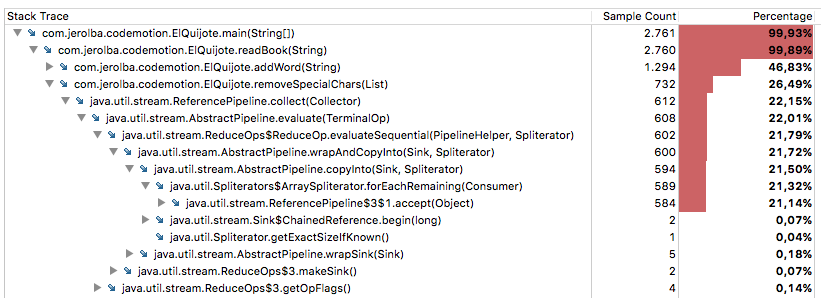 Stack Trace Sample Count Percentage
com.jerolba.codemotion.ElQuijote.main(String[]) 2.761 99,93%
com.jerolba.codemotion.ElQuijote.readBook(String) 2.760 99,89%
com.jerolba.codemotion.ElQuijote.addWord(String) 1.294 46,83%
com.jerolba.codemotion.ElQuijote.removeSpecialChars(List) 732 26,49%
java.util.stream.ReferencePipeline.collect(Collector) 612 22,15%
java.util.stream.AbstractPipeline.evaluate(TerminalOp) 608 22,01%
java.util.stream.ReduceOps$ReduceOp.evaluateSequential(PipelineHelper, Spliterator) 602 21,79%
java.util.stream.AbstractPipeline.wrapAndCopyInto(Sink, Spliterator) 600 21,72%
java.util.stream.AbstractPipeline.copyInto(Sink, Spliterator) 594 21,50%
java.util.Spliterators$ArraySpliterator.forEachRemaining(Consumer) 589 21,32%
java.util.stream.ReferencePipeline$3$1.accept(Object) 584 21,14%
java.util.stream.Sink$ChainedReference.begin(long) 2 0,07%
java.util.Spliterator.getExactSizeIfKnown() 1 0,04%
java.util.stream.AbstractPipeline.wrapSink(Sink) 5 0,18%
java.util.stream.ReduceOps$3.makeSink() 2 0,07%
java.util.stream.ReduceOps$3.getOpFlags() 4 0,14%